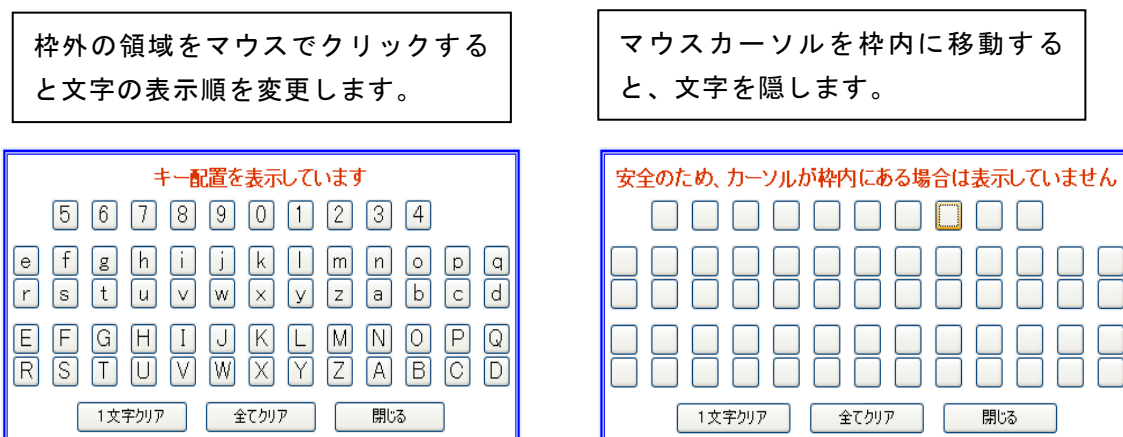 枠外の領域をマウスでクリックする
と文字の表示順を変更します。
マウスカーソルを枠内に移動する
と、文字を隠します。
キー配置を表示しています
5 6 7 8 9 0 1 2 3 4
e f g h i j k l m n o p q
r s t u v w x y z a b c d
E F G H I J K L M N O P Q
R S T U V W X Y Z A B C D
1文字クリア 全てクリア 閉じる
安全のため、カーソルが枠内にある場合は表示していません
1文字クリア 全てクリア 閉じる